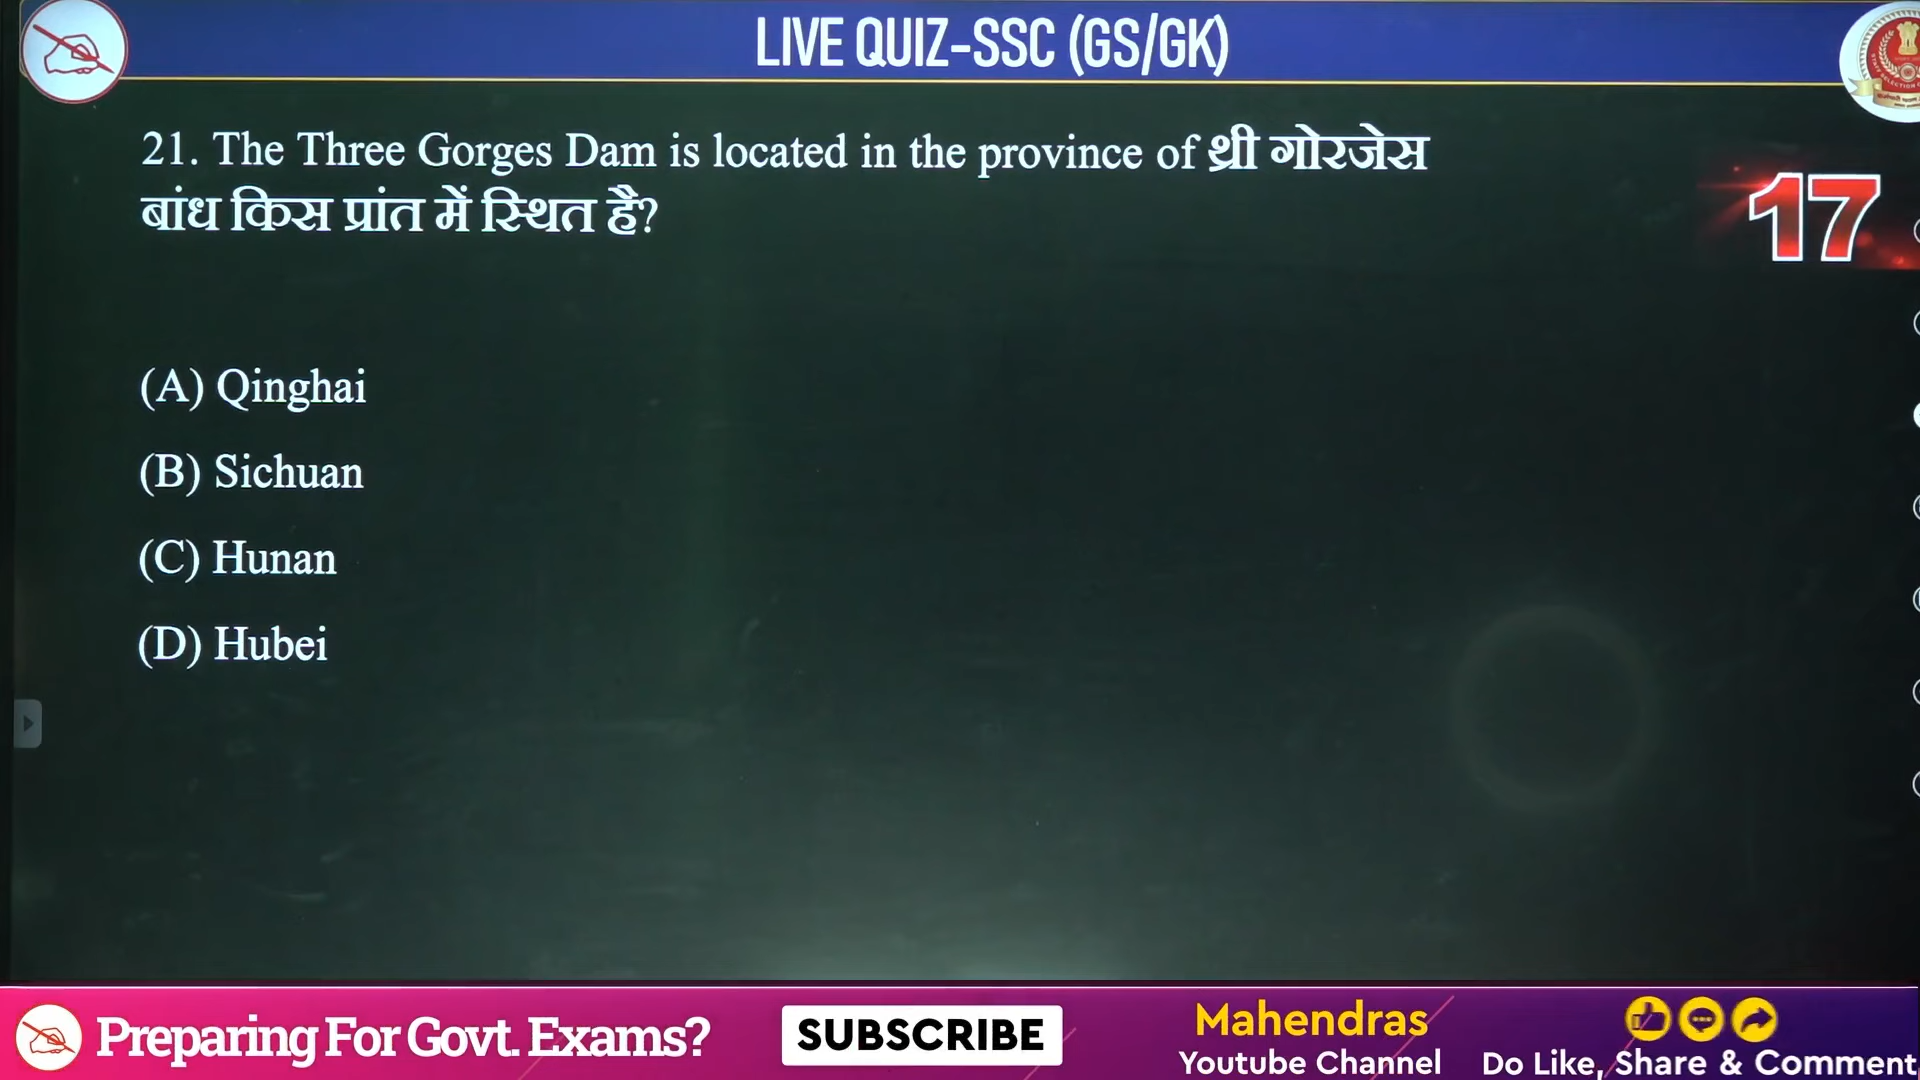 LIVE QUIZ-SSC (GS/GK)
21. The Three Gorges Dam is located in the province of थ्री गोरजेस
बांध किस प्रांत में स्थित है?
17
(A) Qinghai
(B) Sichuan
(C) Hunan
(D) Hubei
Preparing For Govt. Exams?
SUBSCRIBE
Mahendras
Youtube Channel
Do Like, Share & Comment